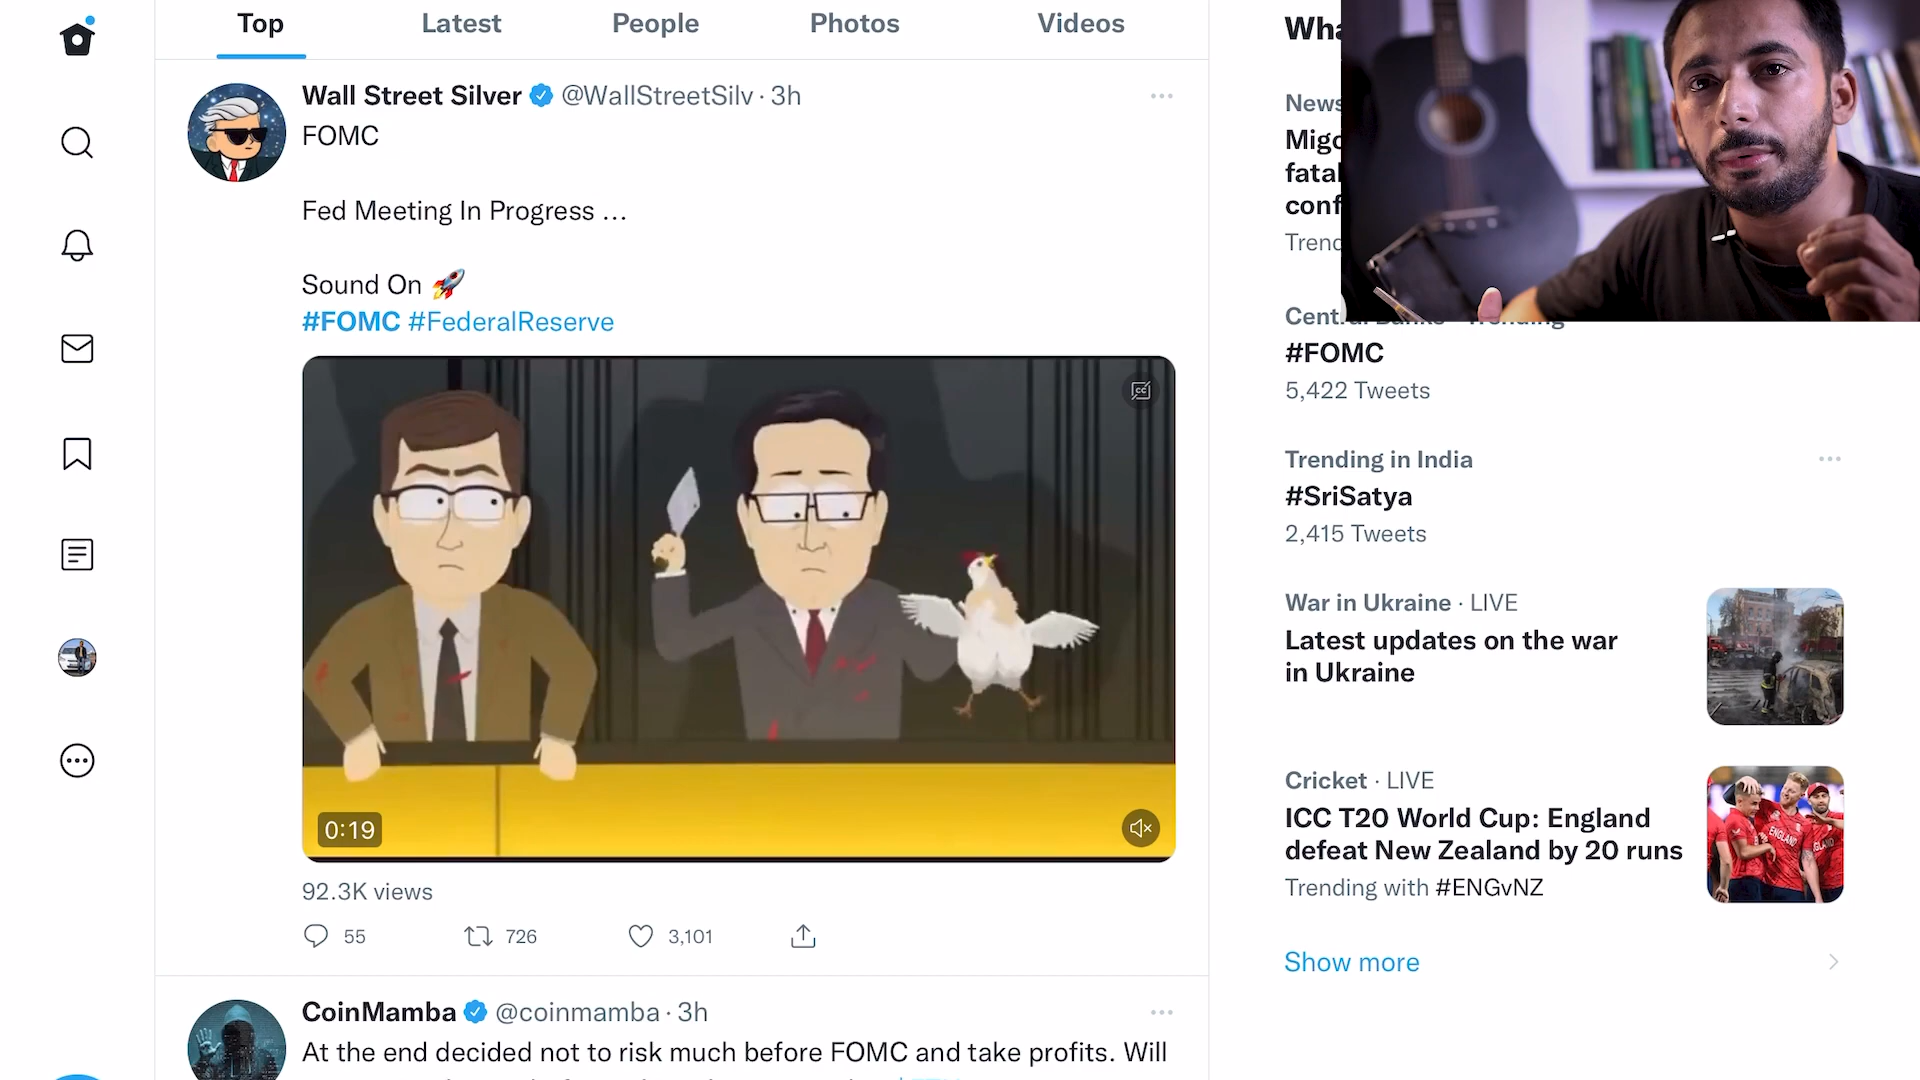 Top
Latest
People
Photos
Videos
Wall Street Silver @WallStreetSilv · 3h
FOMC
Fed Meeting In Progress ...
Sound On 🚀
#FOMC #FederalReserve
CC
0:19
92.3K views
55
726
3,101
CoinMamba @coinmamba · 3h
At the end decided not to risk much before FOMC and take profits. Will
News
Trending
#FOMC
5,422 Tweets
Trending in India
#SriSatya
2,415 Tweets
War in Ukraine · LIVE
Latest updates on the war
in Ukraine
Cricket · LIVE
ICC T20 World Cup: England
defeat New Zealand by 20 runs
Trending with #ENGvNZ
ENGLAND
Show more